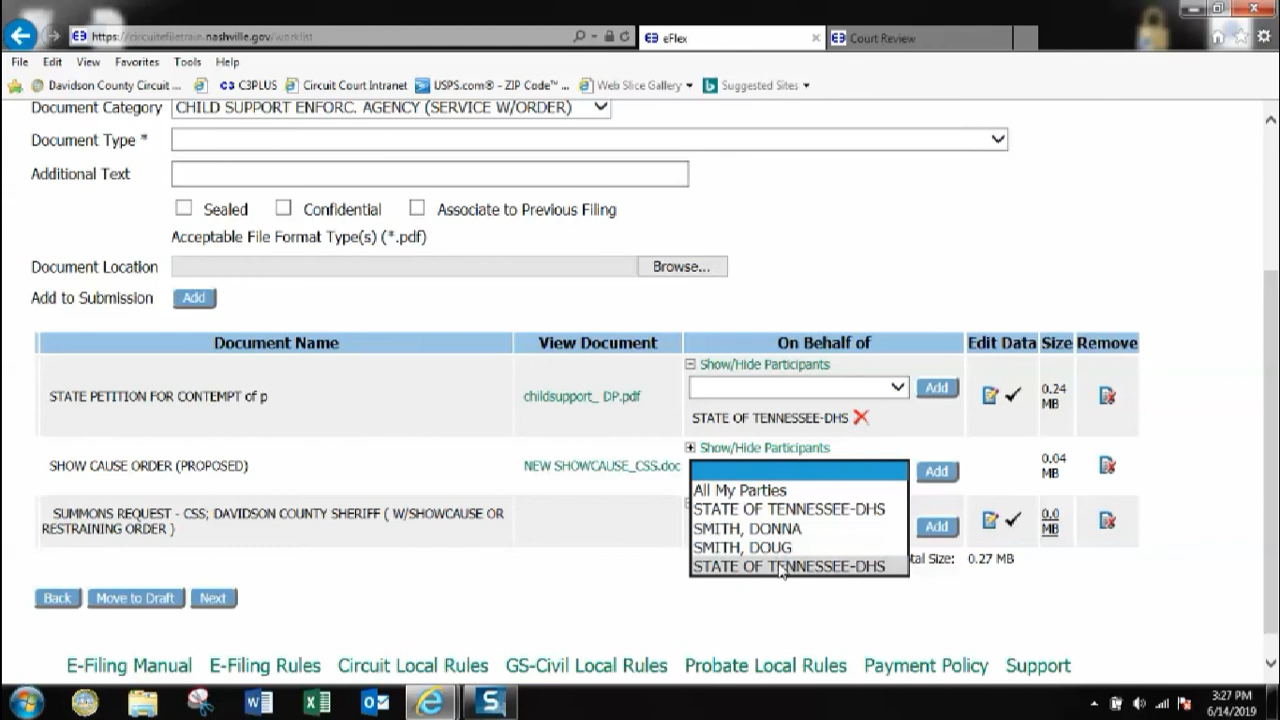 https://circuitefiletrain.nashville.gov/worklist
eFlex
Court Review
File Edit View Favorites Tools Help
Davidson County Circuit ... C3PLUS Circuit Court Intranet USPS.com® - ZIP Code™ ... Web Slice Gallery Suggested Sites
Document Category CHILD SUPPORT ENFORC. AGENCY (SERVICE W/ORDER)
Document Type *
Additional Text
Sealed Confidential Associate to Previous Filing
Acceptable File Format Type(s) (*.pdf)
Document Location Browse...
Add to Submission Add
Document Name View Document On Behalf of Edit Data Size Remove
Show/Hide Participants
STATE PETITION FOR CONTEMPT of p childsupport_ DP.pdf Add 0.24 MB
STATE OF TENNESSEE-DHS
Show/Hide Participants
SHOW CAUSE ORDER (PROPOSED) NEW SHOWCAUSE_CSS.doc Add 0.04 MB
All My Parties
STATE OF TENNESSEE-DHS
SMITH, DONNA
SMITH, DOUG
STATE OF TENNESSEE-DHS
SUMMONS REQUEST - CSS; DAVIDSON COUNTY SHERIFF ( W/SHOWCAUSE OR
RESTRAINING ORDER ) Add 0.0 MB
tal Size: 0.27 MB
Back Move to Draft Next
E-Filing Manual E-Filing Rules Circuit Local Rules GS-Civil Local Rules Probate Local Rules Payment Policy Support
3:27 PM
6/14/2019